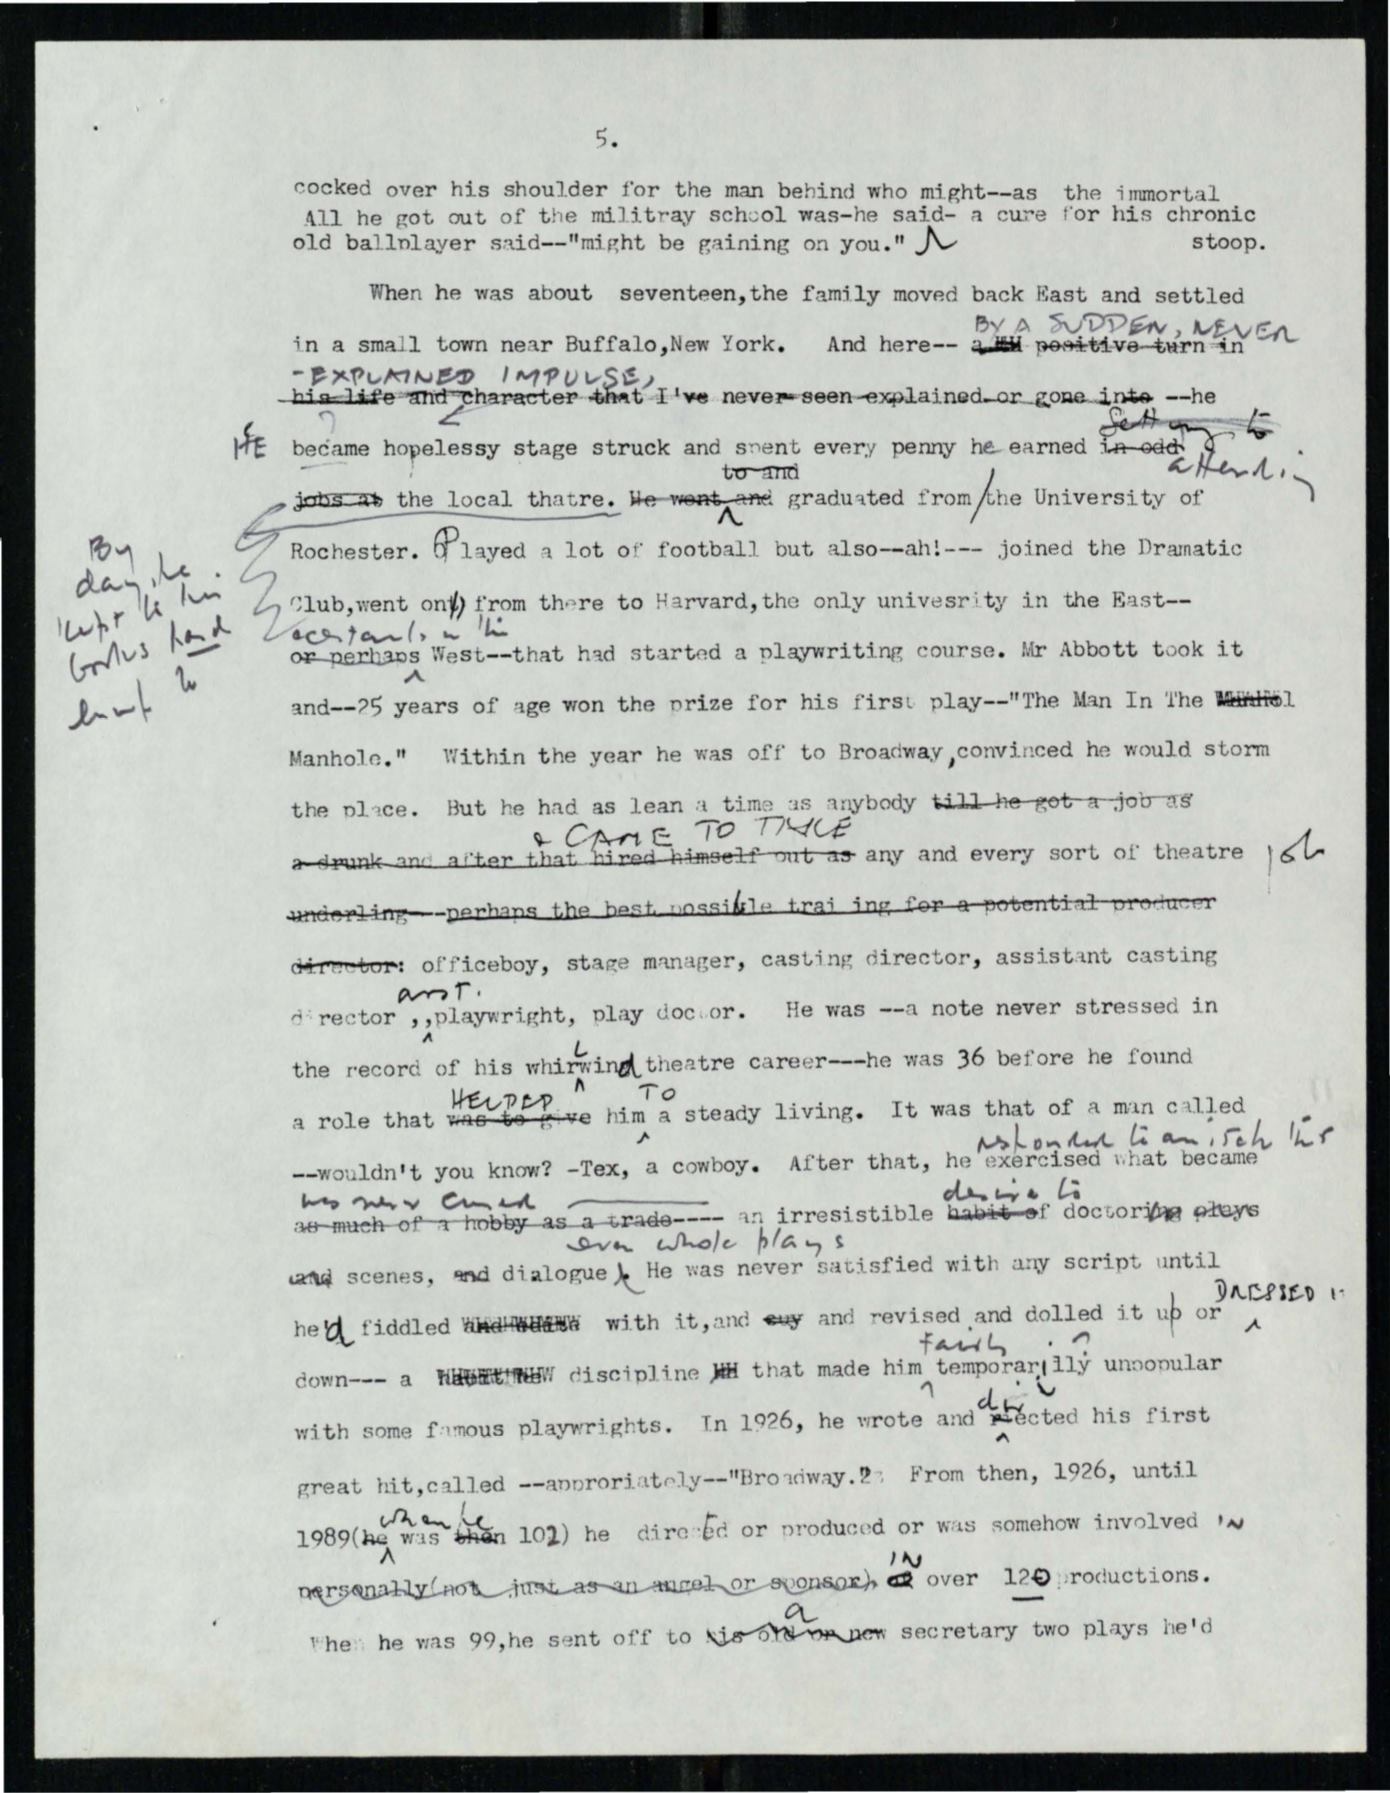 5.
cocked over his shoulder for the man behind who might--as the immortal
All he got out of the militray school was-he said- a cure for his chronic
old ballplayer said--"might be gaining on you." stoop.
When he was about seventeen,the family moved back East and settled
BY A SUDDEN, NEVER
in a small town near Buffalo,New York. And here-- a positive turn in
-EXPLAINED IMPULSE,
his life and character that I've never seen explained or gone into --he
Getting to
HE became hopelessy stage struck and spent every penny he earned in odd
attending
to and
jobs at the local thatre. He went and graduated from the University of
Rochester. Played a lot of football but also--ah!--- joined the Dramatic
By
day, he
kept to his
books hard
Club,went on from there to Harvard,the only univesrity in the East--
certainly in the
or perhaps West--that had started a playwriting course. Mr Abbott took it
and--25 years of age won the prize for his first play--"The Man In The
Manhole." Within the year he was off to Broadway,convinced he would storm
the place. But he had as lean a time as anybody till he got a job as
& CAME TO TAKE
a drunk and after that hired himself out as any and every sort of theatre job
underling--perhaps the best possible trai ing for a potential producer
director: officeboy, stage manager, casting director, assistant casting
asst.
director ,,playwright, play doctor. He was --a note never stressed in
the record of his whirlwind theatre career---he was 36 before he found
HELPED TO
a role that was to give him a steady living. It was that of a man called
responded to an itch that
--wouldn't you know? -Tex, a cowboy. After that, he exercised what became
was never cured desire to
as much of a hobby as a trade---- an irresistible habit of doctoring plays
even whole plays
and scenes, and dialogue. He was never satisfied with any script until
DRESSED it
he'd fiddled with it,and cuy and revised and dolled it up or
fairly
down--- a discipline that made him temporarilly unpopular
dir
with some famous playwrights. In 1926, he wrote and ected his first
great hit,called --approriately--"Broadway." From then, 1926, until
when he
1989(he was then 102) he direced or produced or was somehow involved IN
IN
personally(not just as an angel or sponsor), over 120 productions.
a
When he was 99,he sent off to his old or new secretary two plays he'd